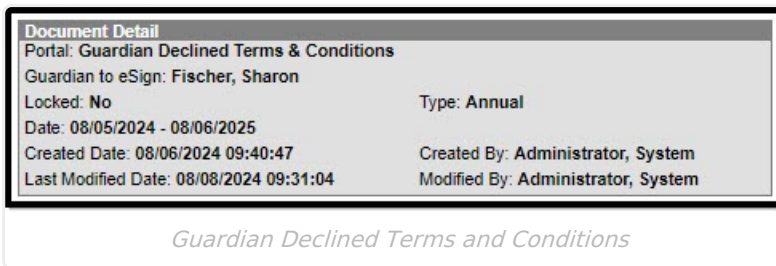 Document Detail
Portal: Guardian Declined Terms & Conditions
Guardian to eSign: Fischer, Sharon
Locked: No Type: Annual
Date: 08/05/2024 - 08/06/2025
Created Date: 08/06/2024 09:40:47 Created By: Administrator, System
Last Modified Date: 08/08/2024 09:31:04 Modified By: Administrator, System
Guardian Declined Terms and Conditions